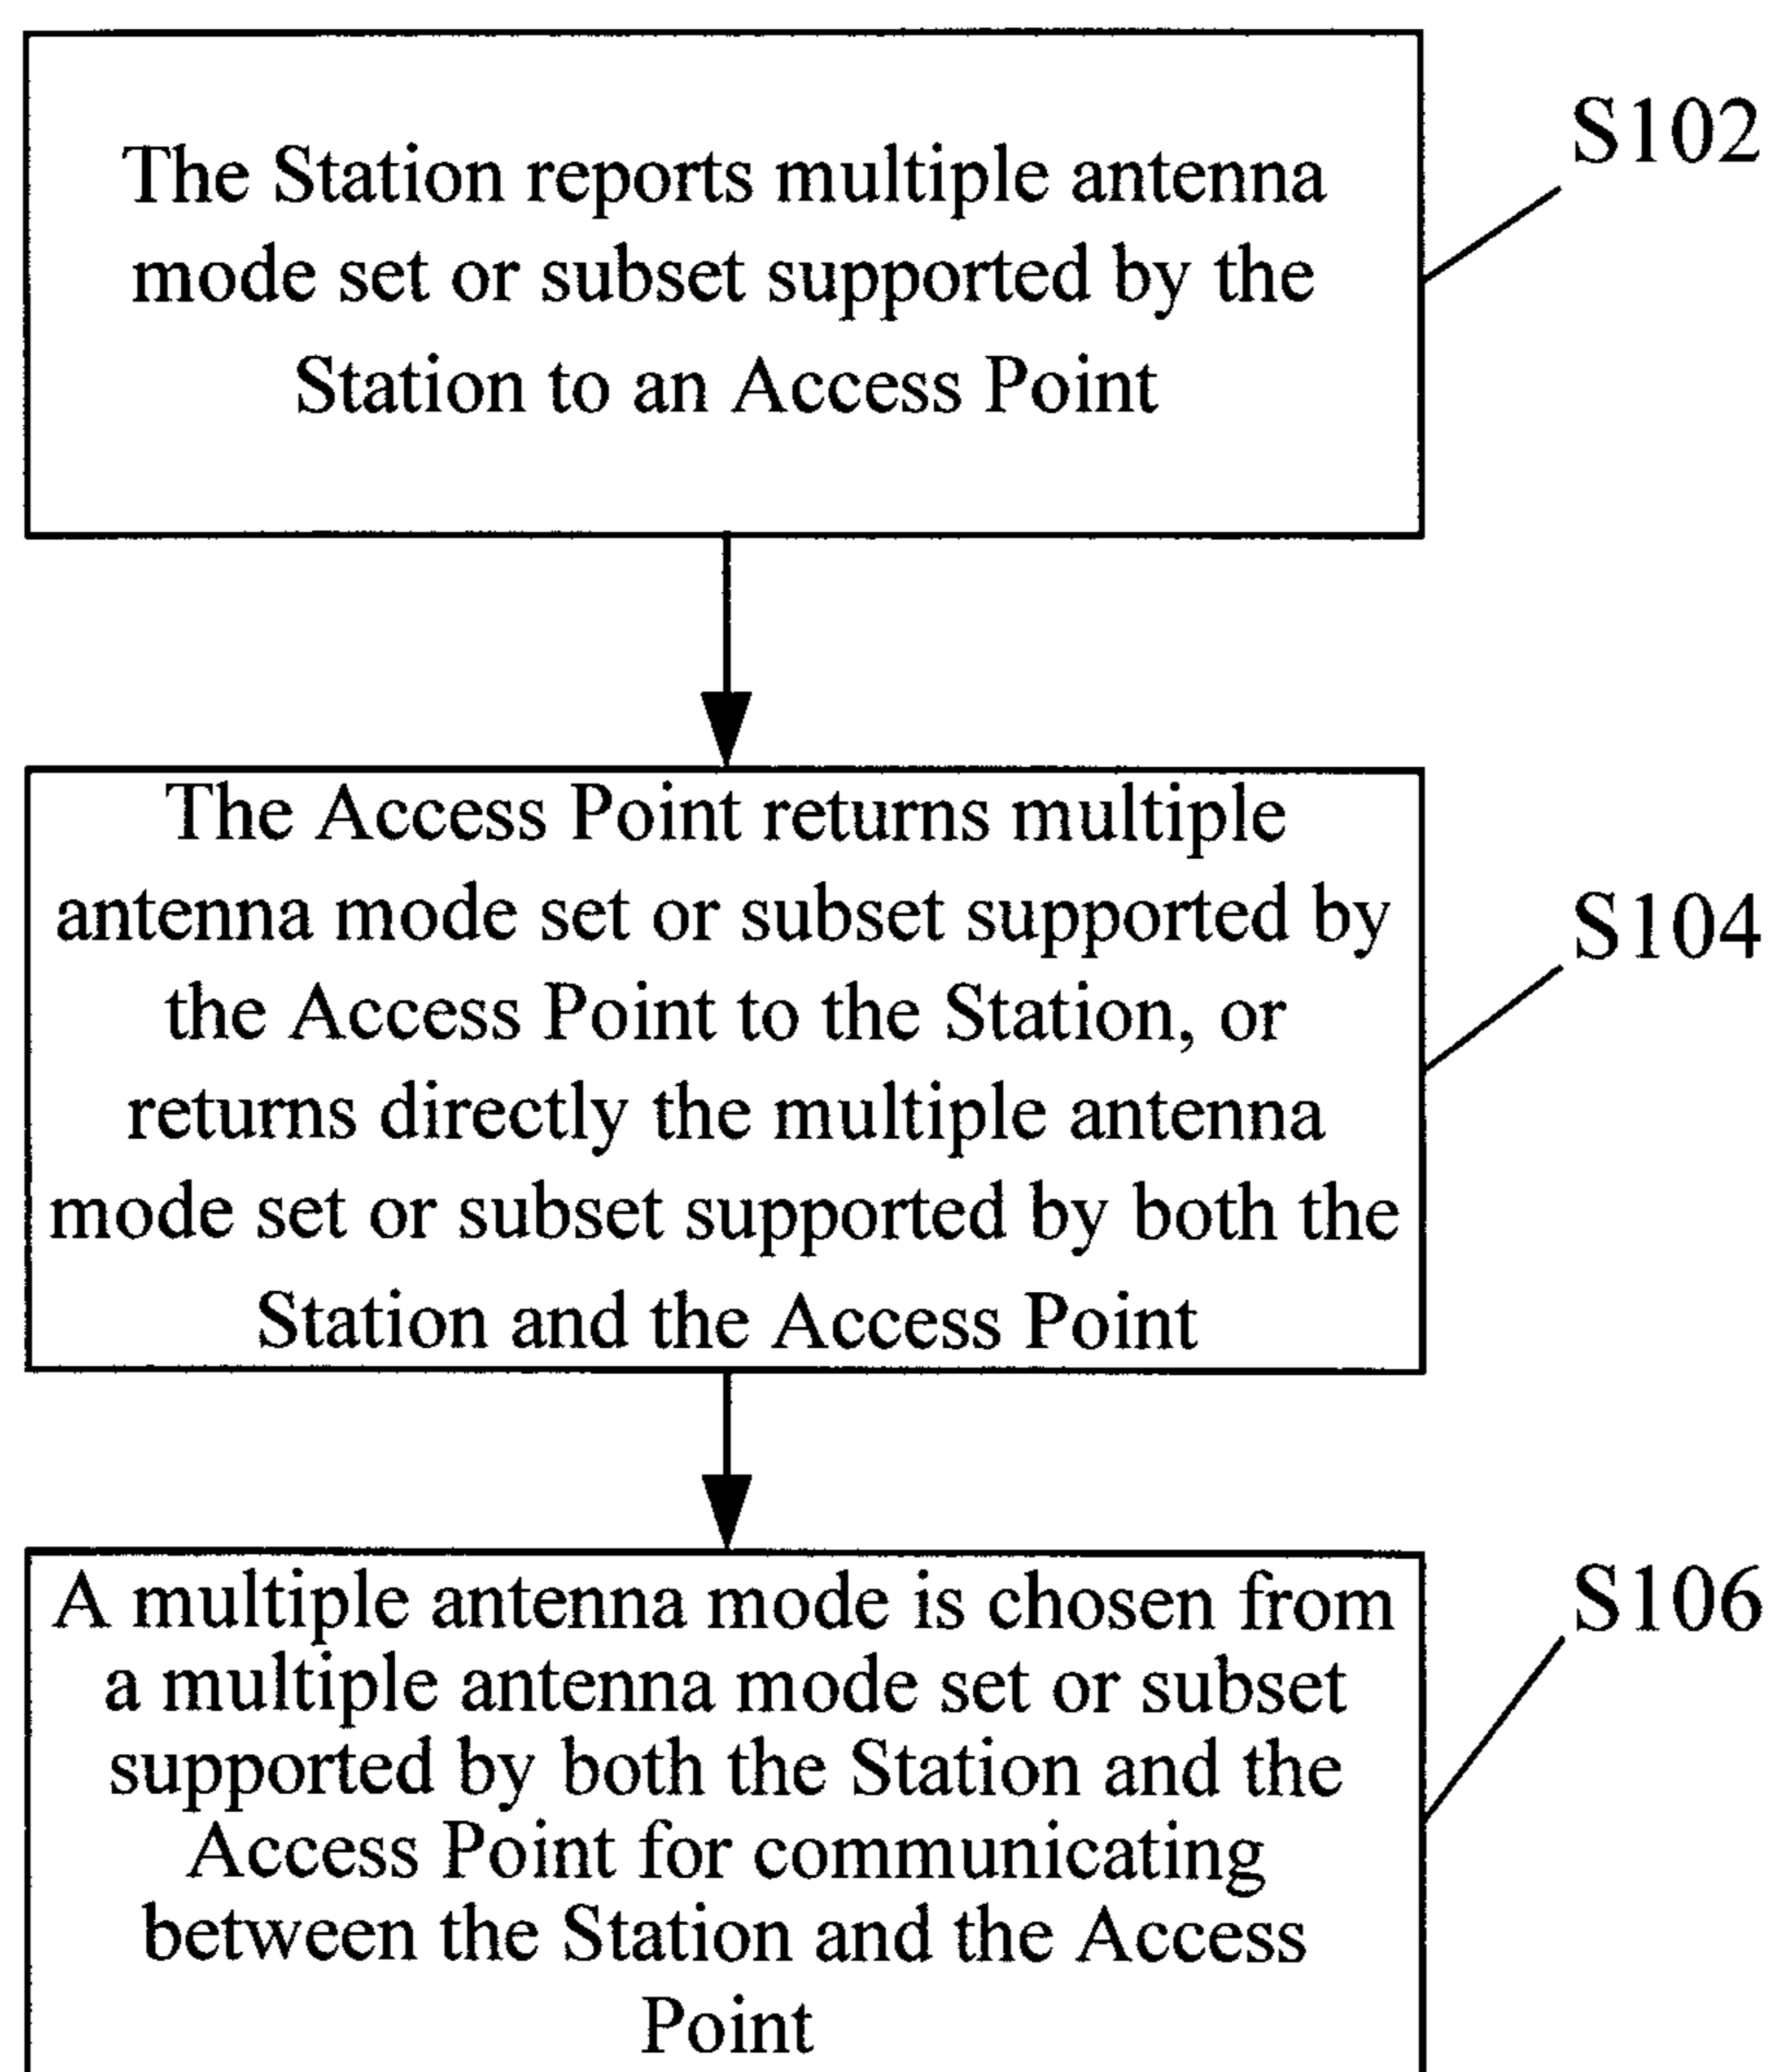 The Station reports multiple antenna
mode set or subset supported by the
Station to an Access Point
S102
The Access Point returns multiple
antenna mode set or subset supported by
the Access Point to the Station, or
returns directly the multiple antenna
mode set or subset supported by both the
Station and the Access Point
S104
A multiple antenna mode is chosen from
a multiple antenna mode set or subset
supported by both the Station and the
Access Point for communicating
between the Station and the Access
Point
S106